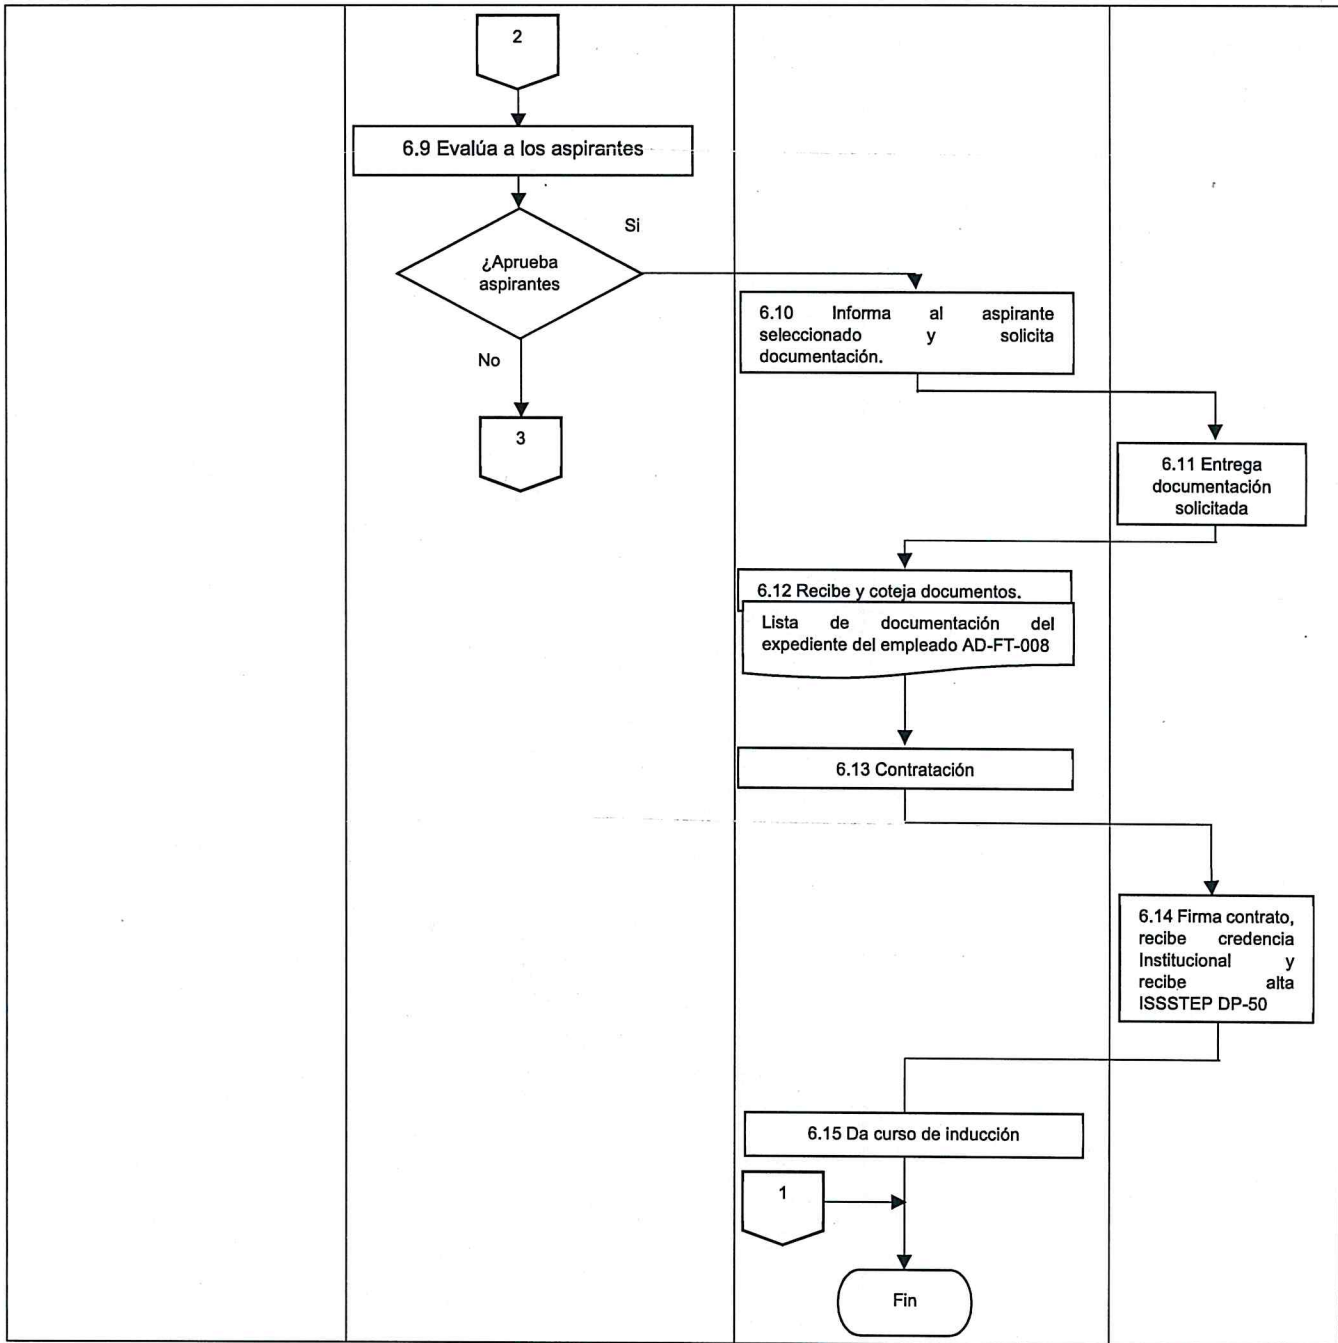 2
6.9 Evalúa a los aspirantes
Si
¿Aprueba
aspirantes
6.10 Informa al aspirante
seleccionado y solicita
documentación.
No
3
6.11 Entrega
documentación
solicitada
6.12 Recibe y coteja documentos.
Lista de documentación del
expediente del empleado AD-FT-008
6.13 Contratación
6.14 Firma contrato,
recibe credencia
Institucional y
recibe alta
ISSSTEP DP-50
6.15 Da curso de inducción
1
Fin